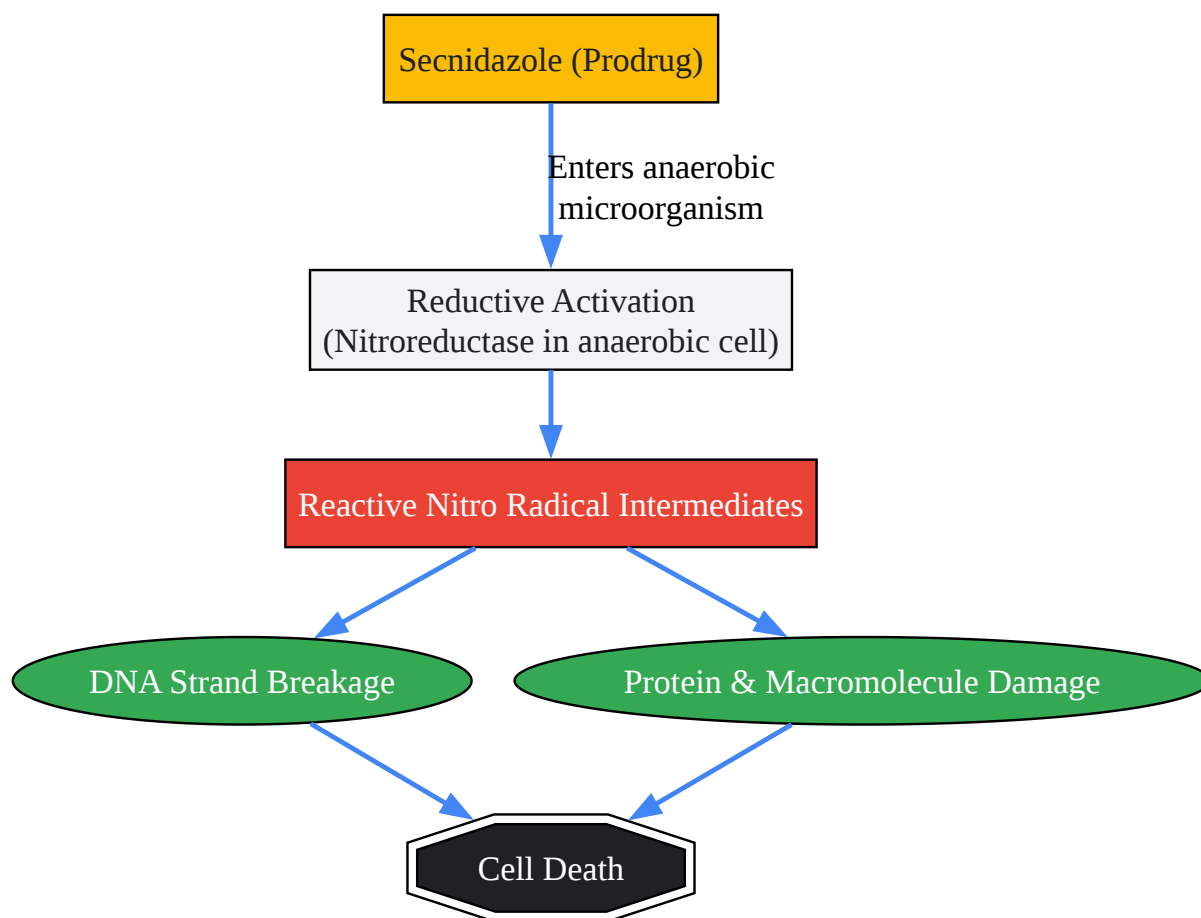 Secnidazole (Prodrug)
Enters anaerobic
microorganism
Reductive Activation
(Nitroreductase in anaerobic cell)
Reactive Nitro Radical Intermediates
DNA Strand Breakage
Protein & Macromolecule Damage
Cell Death